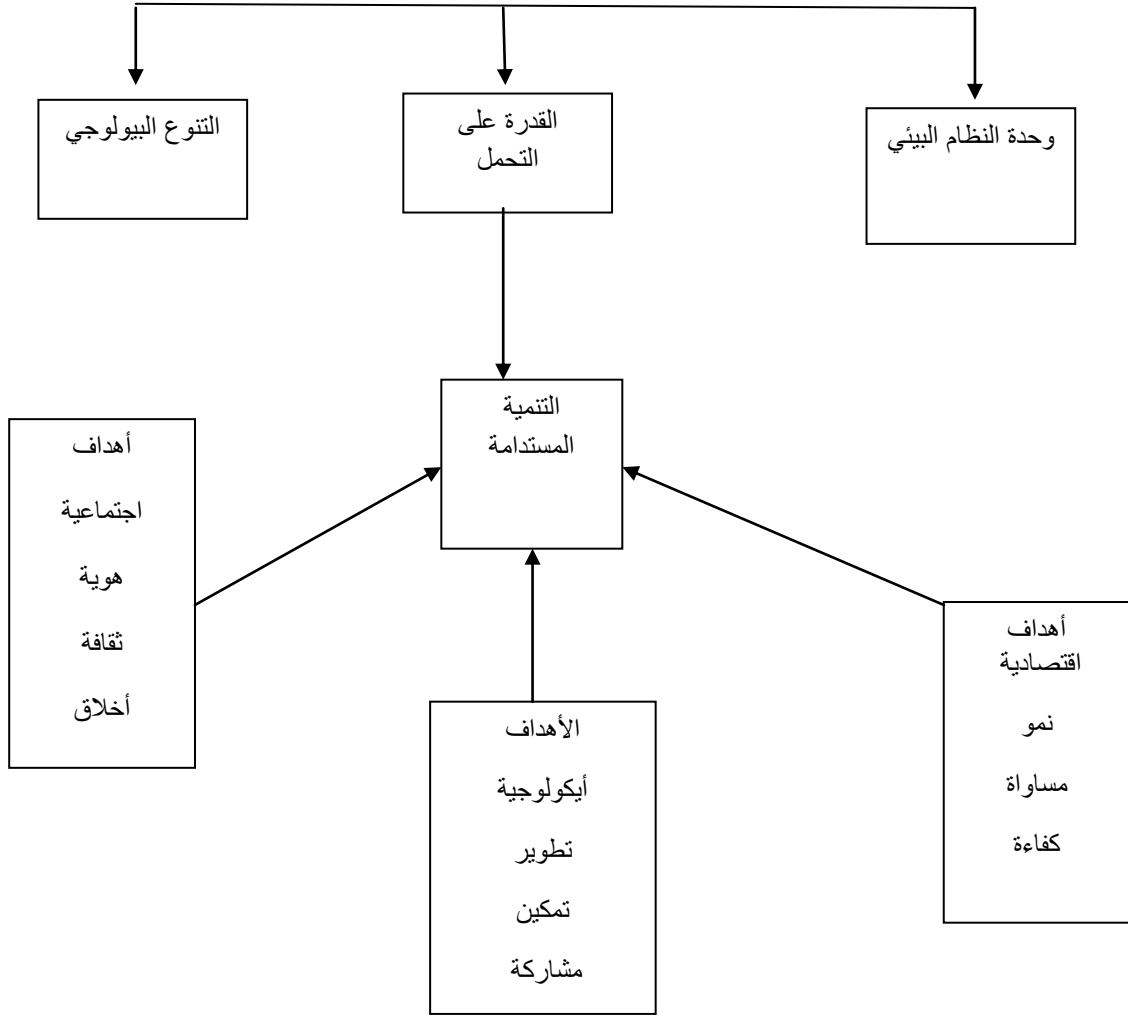 وحدة النظام البيئي
القدرة على
التحمل
التنوع البيولوجي
التنمية
المستدامة
أهداف
اجتماعية
هوية
ثقافة
أخلاق
الأهداف
أيكولوجية
تطوير
تمكين
مشاركة
أهداف
اقتصادية
نمو
مساواة
كفاءة